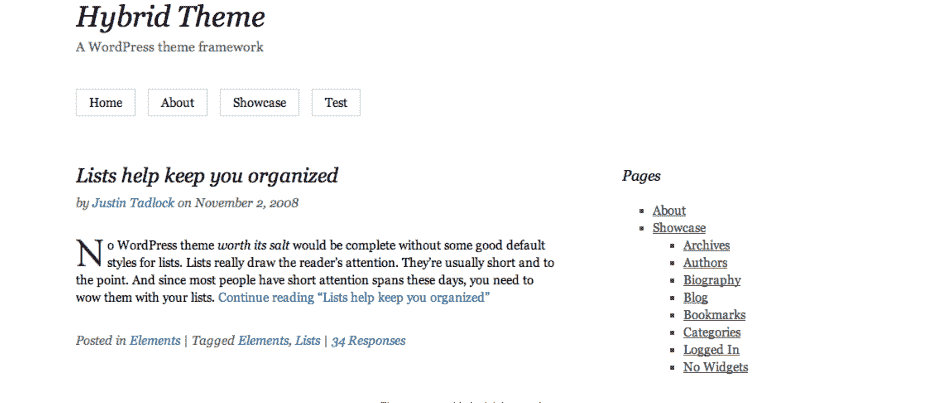 Hybrid Theme
A WordPress theme framework
Home About Showcase Test
Lists help keep you organized
by Justin Tadlock on November 2, 2008
No WordPress theme worth its salt would be complete without some good default
styles for lists. Lists really draw the reader’s attention. They’re usually short and to
the point. And since most people have short attention spans these days, you need to
wow them with your lists. Continue reading “Lists help keep you organized”
Posted in Elements | Tagged Elements, Lists | 34 Responses
Pages
About
Showcase
Archives
Authors
Biography
Blog
Bookmarks
Categories
Logged In
No Widgets